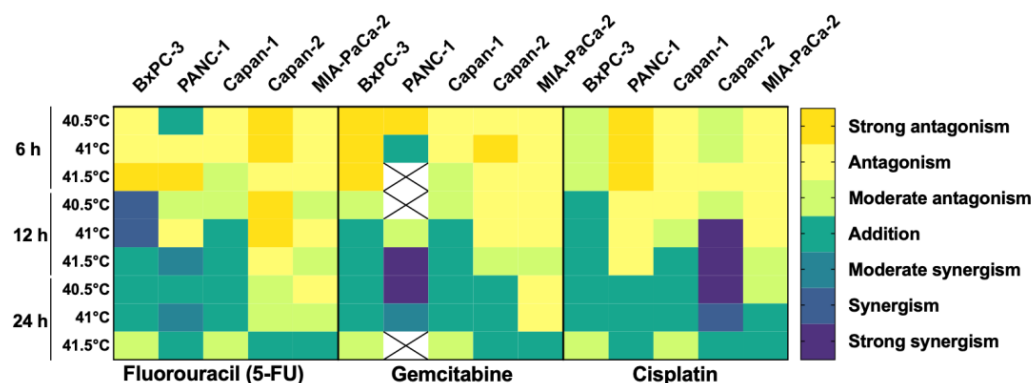 BxPC-3 PANC-1 Capan-1 Capan-2 MIA-PaCa-2 BxPC-3 PANC-1 Capan-1 Capan-2 MIA-PaCa-2 BxPC-3 PANC-1 Capan-1 Capan-2 MIA-PaCa-2
6 h
40.5°C
41°C
41.5°C
12 h
40.5°C
41°C
41.5°C
24 h
40.5°C
41°C
41.5°C
Fluorouracil (5-FU) Gemcitabine Cisplatin
Strong antagonism
Antagonism
Moderate antagonism
Addition
Moderate synergism
Synergism
Strong synergism